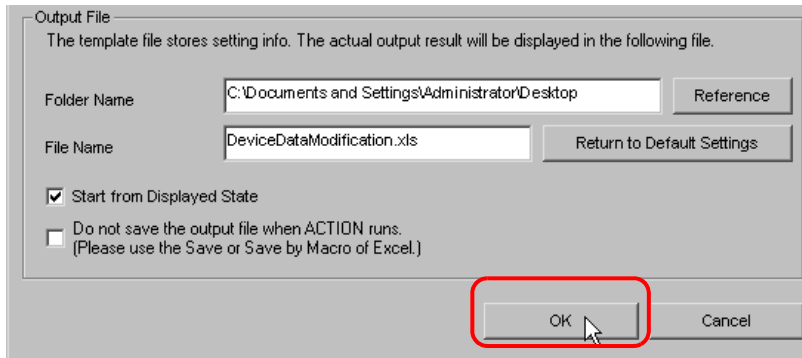 Output File
The template file stores setting info. The actual output result will be displayed in the following file.
Folder Name C:\Documents and Settings\Administrator\Desktop Reference
File Name DeviceDataModification.xls Return to Default Settings
Start from Displayed State
Do not save the output file when ACTION runs.
(Please use the Save or Save by Macro of Excel.)
OK Cancel